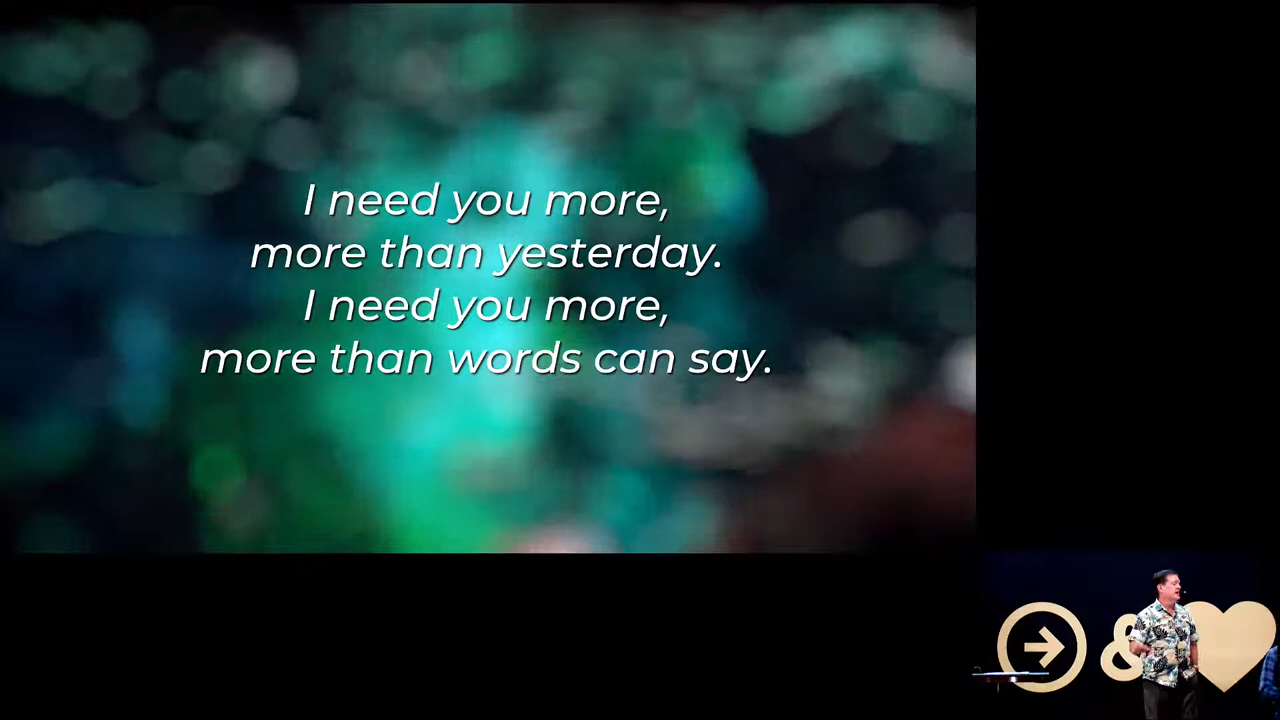 I need you more,
more than yesterday.
I need you more,
more than words can say.
&